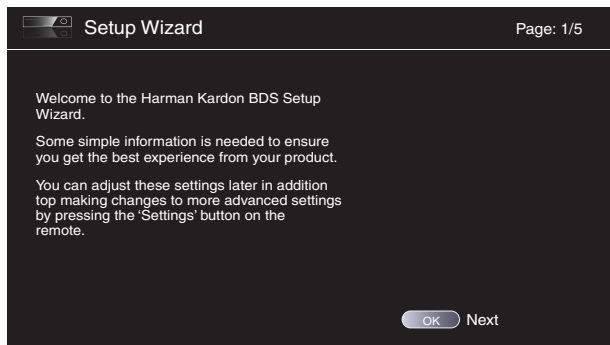 Setup Wizard
Page: 1/5
Welcome to the Harman Kardon BDS Setup
Wizard.
Some simple information is needed to ensure
you get the best experience from your product.
You can adjust these settings later in addition
top making changes to more advanced settings
by pressing the ‘Settings’ button on the
remote.
OK Next